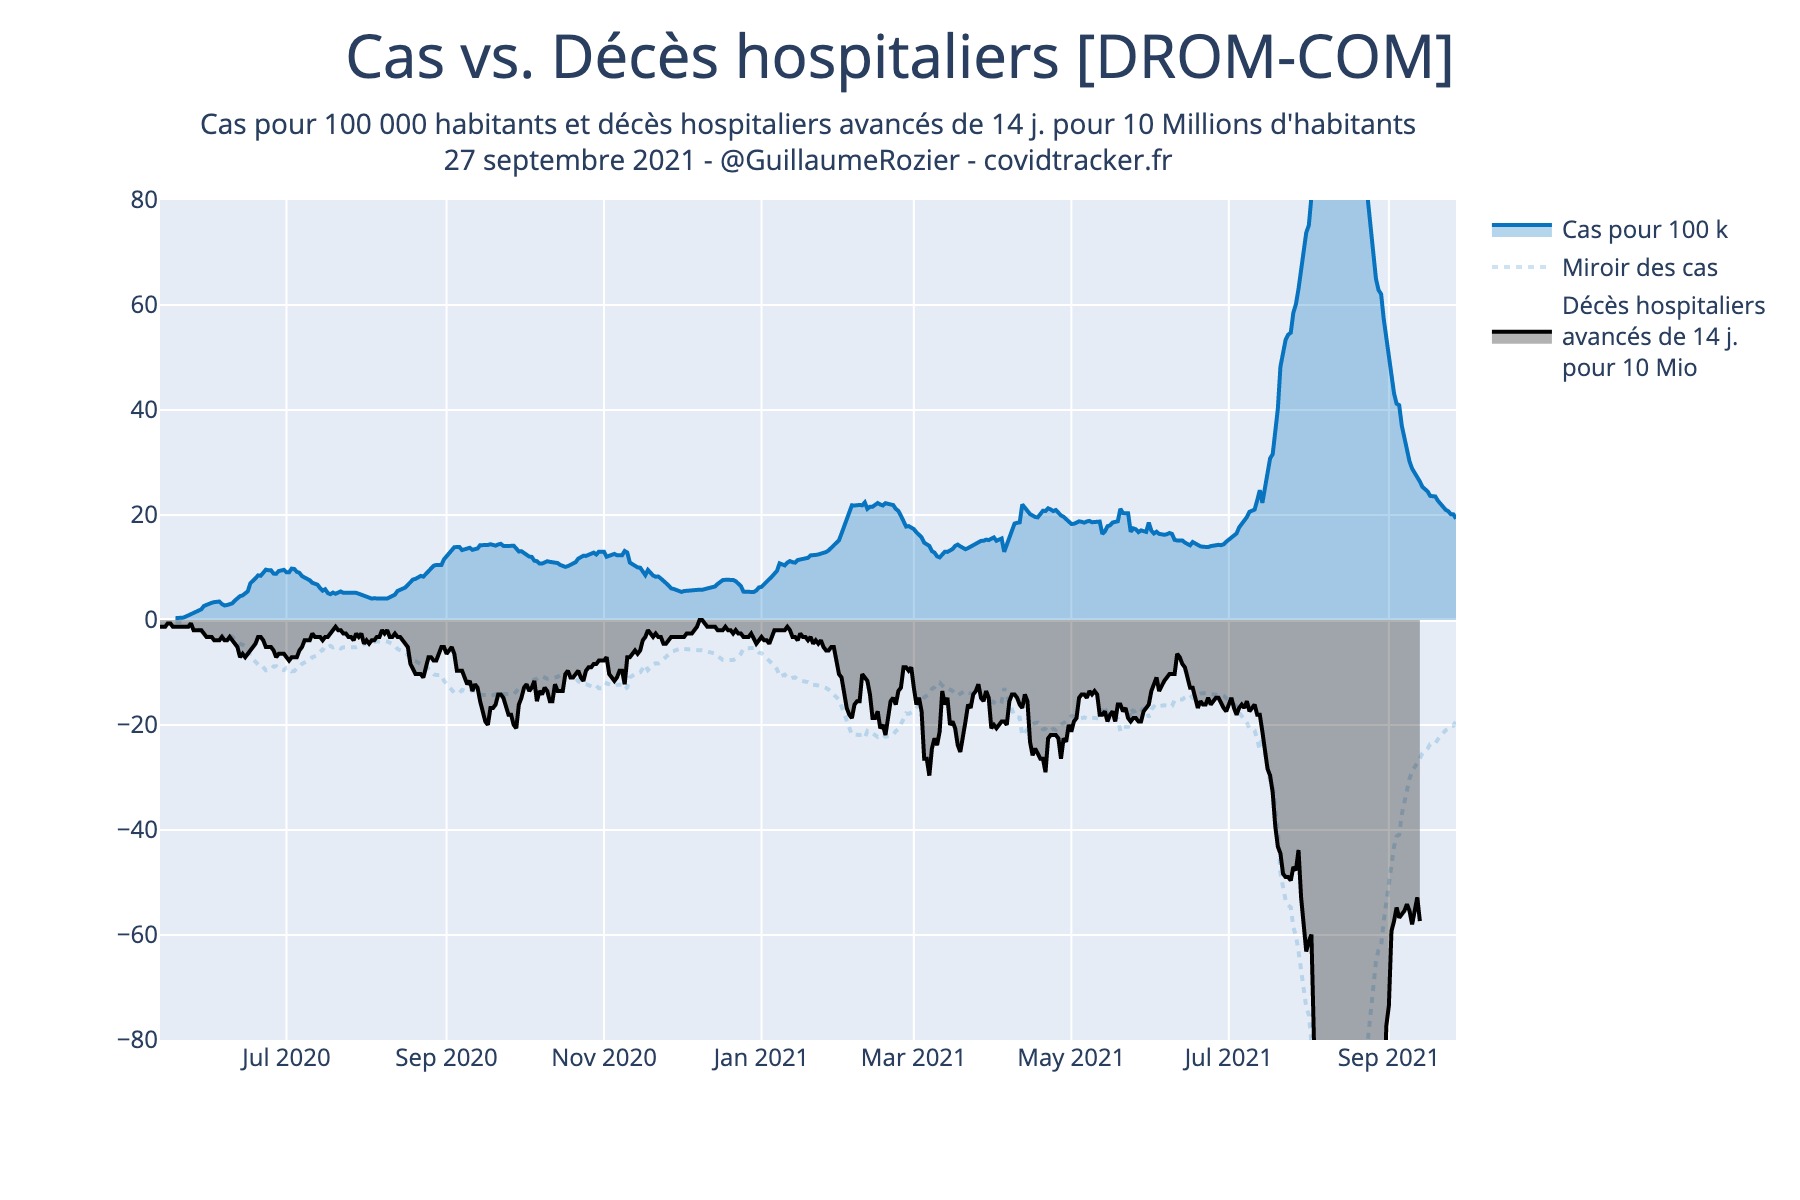 Cas vs. Décès hospitaliers [DROM-COM]
Cas pour 100 000 habitants et décès hospitaliers avancés de 14 j. pour 10 Millions d'habitants
27 septembre 2021 - @GuillaumeRozier - covidtracker.fr
80
60
40
20
0
−20
−40
−60
−80
Jul 2020
Sep 2020
Nov 2020
Jan 2021
Mar 2021
May 2021
Jul 2021
Sep 2021
Cas pour 100 k
Miroir des cas
Décès hospitaliers
avancés de 14 j.
pour 10 Mio